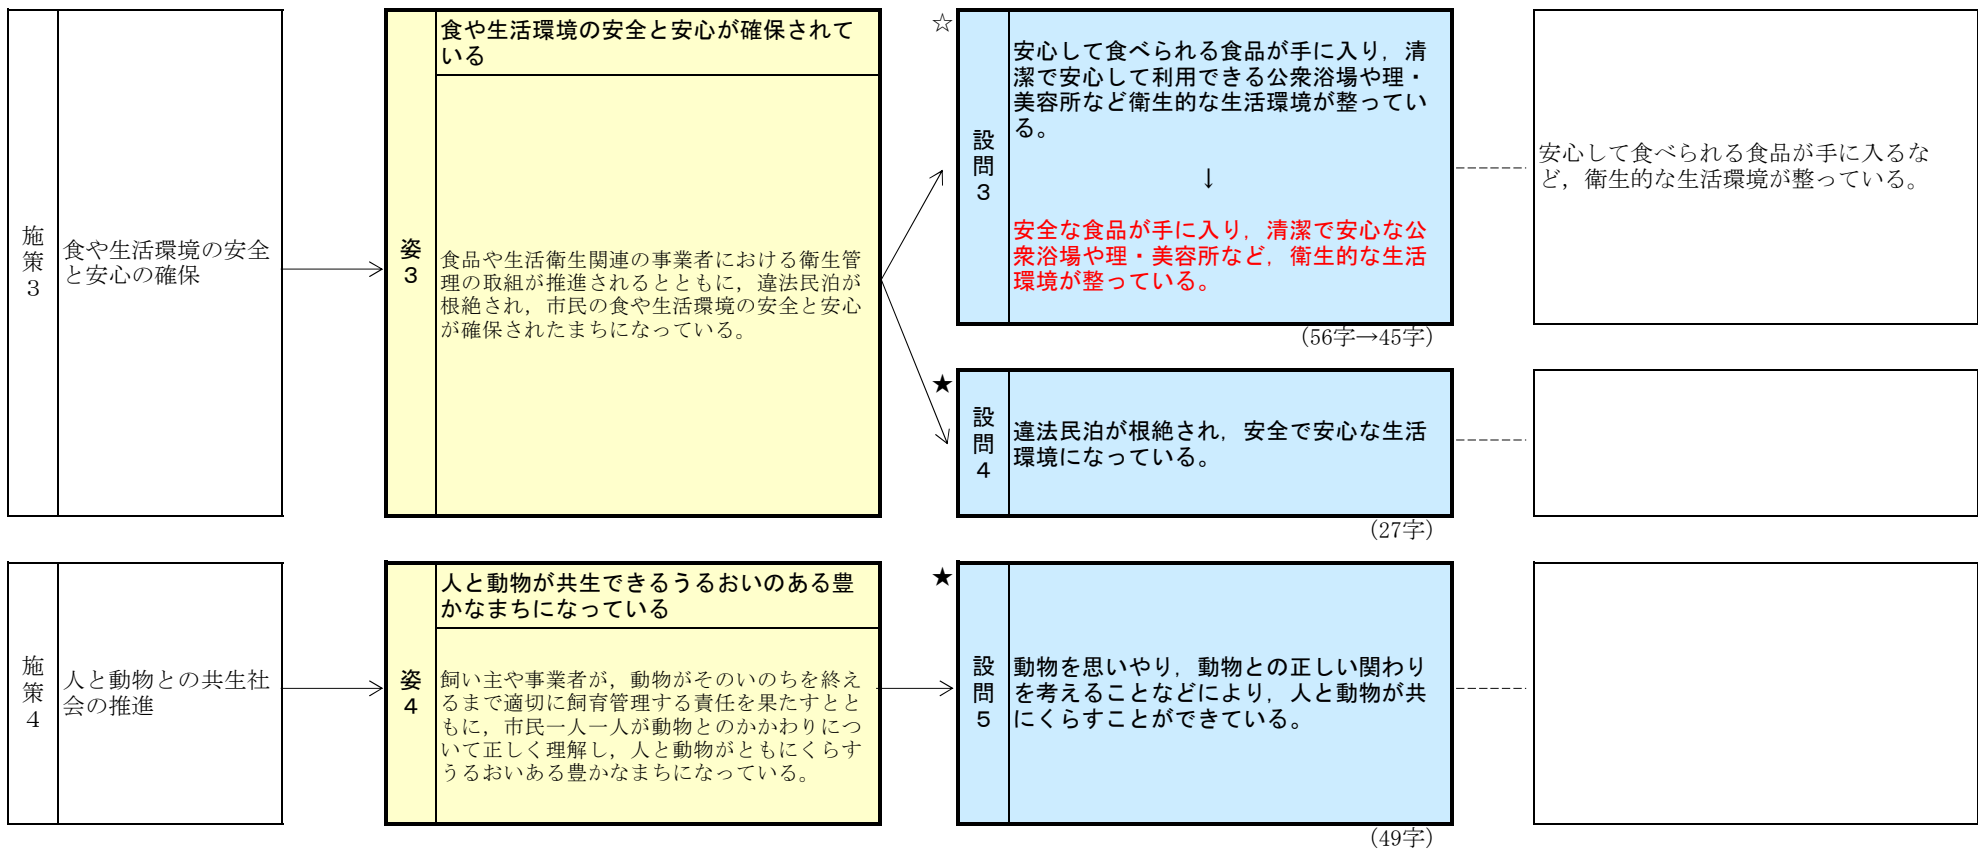 施策3
食や生活環境の安全
と安心の確保
姿3
食や生活環境の安全と安心が確保されて
いる
食品や生活衛生関連の事業者における衛生管
理の取組が推進されるとともに，違法民泊が
根絶され，市民の食や生活環境の安全と安心
が確保されたまちになっている。
☆
設問3
安心して食べられる食品が手に入り，清
潔で安心して利用できる公衆浴場や理・
美容所など衛生的な生活環境が整ってい
る。
↓
安全な食品が手に入り，清潔で安心な公
衆浴場や理・美容所など，衛生的な生活
環境が整っている。
(56字→45字)
安心して食べられる食品が手に入るな
ど，衛生的な生活環境が整っている。
★
設問4
違法民泊が根絶され，安全で安心な生活
環境になっている。
(27字)
施策4
人と動物との共生社
会の推進
姿4
人と動物が共生できるうるおいのある豊
かなまちになっている
飼い主や事業者が，動物がそのいのちを終え
るまで適切に飼育管理する責任を果たすとと
もに，市民一人一人が動物とのかかわりにつ
いて正しく理解し，人と動物がともにくらす
うるおいある豊かなまちになっている。
★
設問5
動物を思いやり，動物との正しい関わり
を考えることなどにより，人と動物が共
にくらすことができている。
(49字)